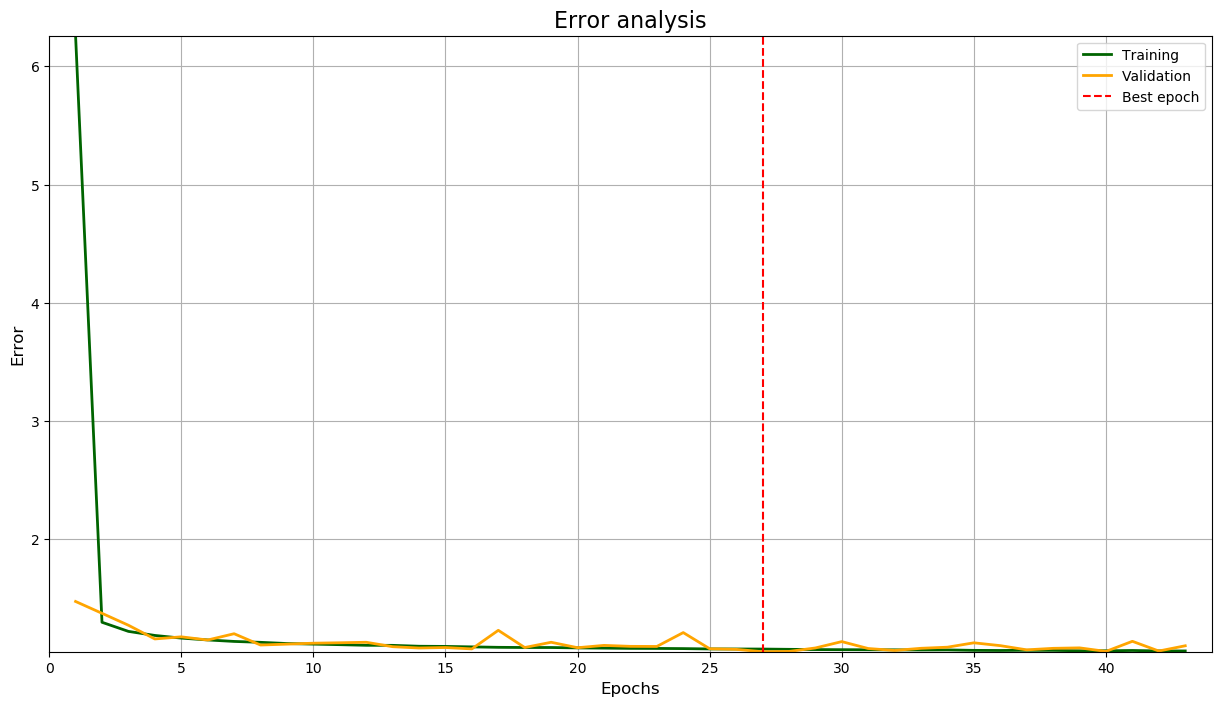 Error analysis
Training
Validation
Best epoch
6
5
4
3
2
Error
0 5 10 15 20 25 30 35 40
Epochs